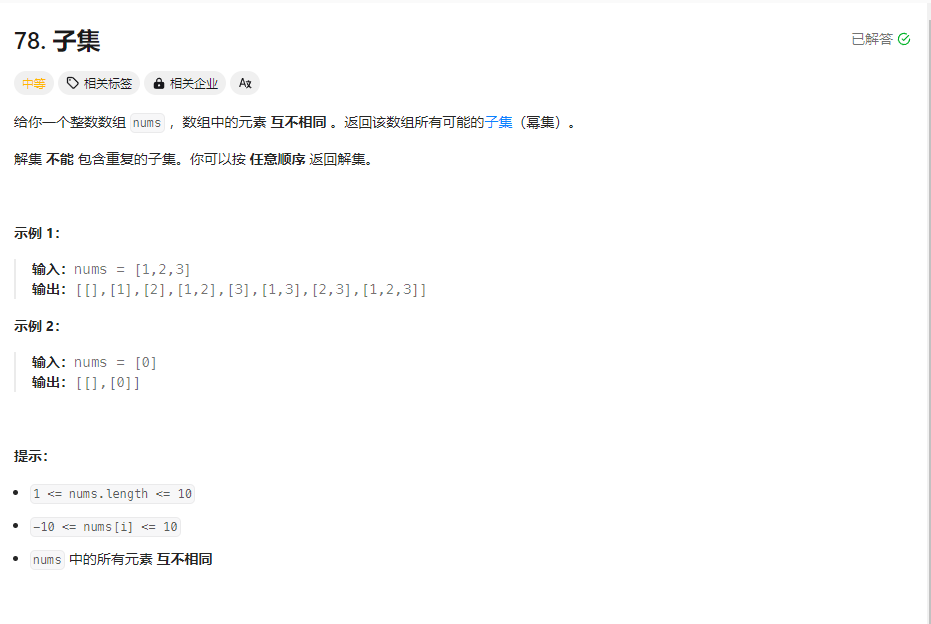 78. 子集
已解答
中等
相关标签
相关企业
给你一个整数数组 nums ，数组中的元素 互不相同 。返回该数组所有可能的子集（幂集）。
解集 不能 包含重复的子集。你可以按 任意顺序 返回解集。
示例 1：
输入：nums = [1,2,3]
输出：[[],[1],[2],[1,2],[3],[1,3],[2,3],[1,2,3]]
示例 2：
输入：nums = [0]
输出：[[],[0]]
提示：
1 <= nums.length <= 10
-10 <= nums[i] <= 10
nums 中的所有元素 互不相同